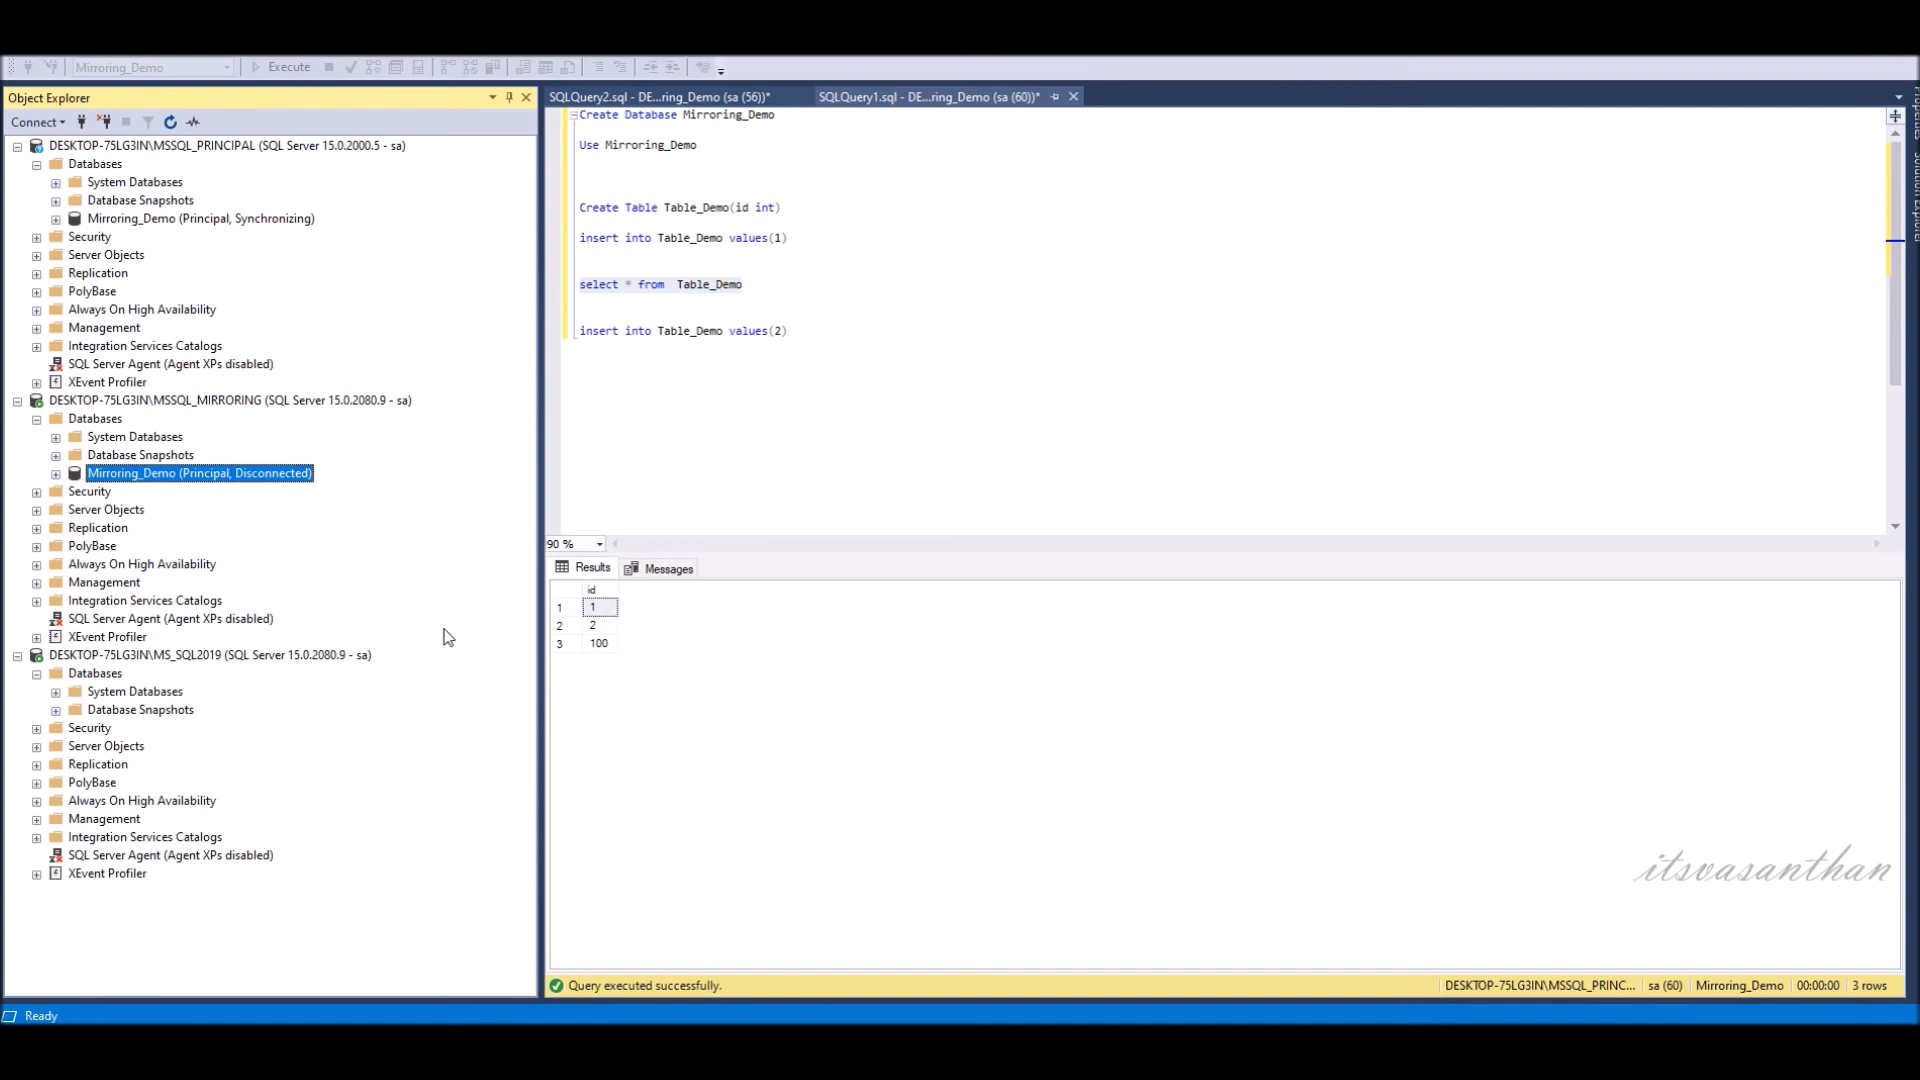 Mirroring_Demo
Execute
Object Explorer
SQLQuery2.sql - DE...ring_Demo (sa (56))*
SQLQuery1.sql - DE...ring_Demo (sa (60))*
Connect
DESKTOP-75LG3IN\MSSQL_PRINCIPAL (SQL Server 15.0.2000.5 - sa)
Databases
System Databases
Database Snapshots
Mirroring_Demo (Principal, Synchronizing)
Security
Server Objects
Replication
PolyBase
Always On High Availability
Management
Integration Services Catalogs
SQL Server Agent (Agent XPs disabled)
XEvent Profiler
DESKTOP-75LG3IN\MSSQL_MIRRORING (SQL Server 15.0.2080.9 - sa)
Databases
System Databases
Database Snapshots
Mirroring_Demo (Principal, Disconnected)
Security
Server Objects
Replication
PolyBase
Always On High Availability
Management
Integration Services Catalogs
SQL Server Agent (Agent XPs disabled)
XEvent Profiler
DESKTOP-75LG3IN\MS_SQL2019 (SQL Server 15.0.2080.9 - sa)
Databases
System Databases
Database Snapshots
Security
Server Objects
Replication
PolyBase
Always On High Availability
Management
Integration Services Catalogs
SQL Server Agent (Agent XPs disabled)
XEvent Profiler
Create Database Mirroring_Demo
Use Mirroring_Demo
Create Table Table_Demo(id int)
insert into Table_Demo values(1)
select * from  Table_Demo
insert into Table_Demo values(2)
90 %
Results
Messages
id
1 1
2 2
3 100
itsvasanthan
Query executed successfully.
DESKTOP-75LG3IN\MSSQL_PRINC...
sa (60)
Mirroring_Demo
00:00:00
3 rows
Ready